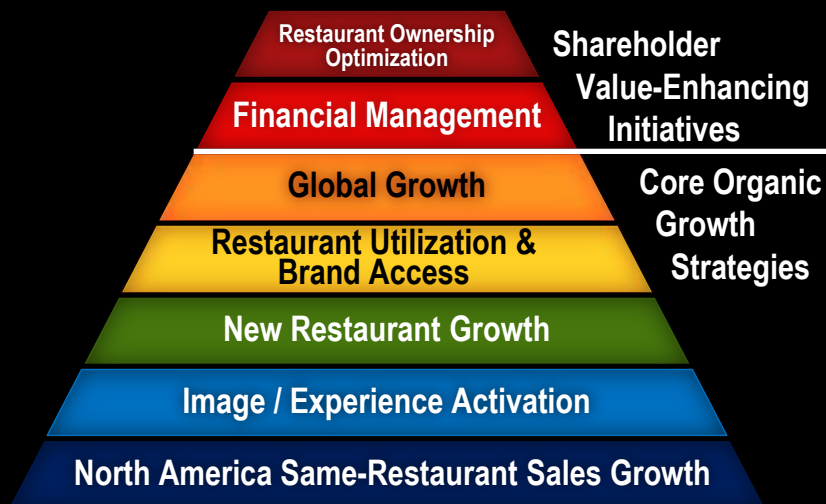 Restaurant Ownership
Optimization
Shareholder
Value-Enhancing
Initiatives
Financial Management
Global Growth
Core Organic
Growth
Strategies
Restaurant Utilization &
Brand Access
New Restaurant Growth
Image / Experience Activation
North America Same-Restaurant Sales Growth